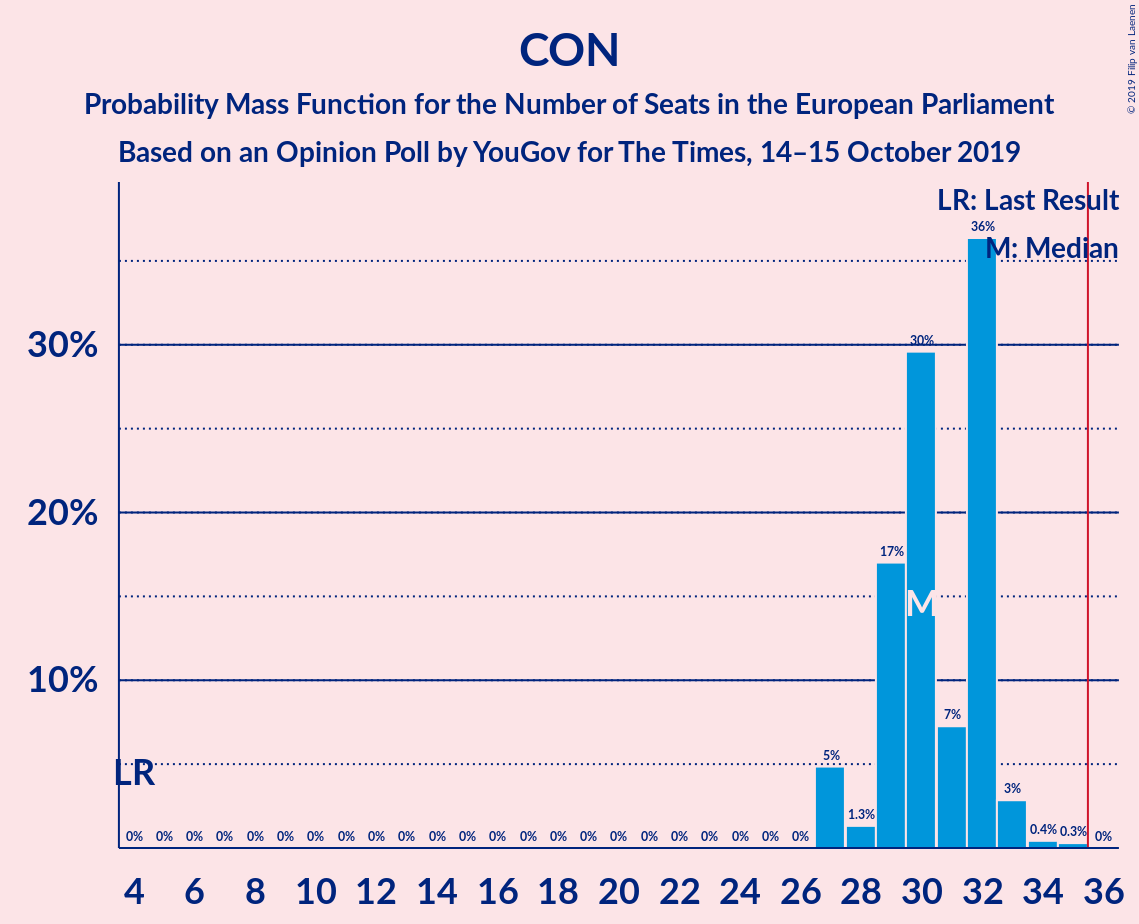 CON
Probability Mass Function for the Number of Seats in the European Parliament
Based on an Opinion Poll by YouGov for The Times, 14–15 October 2019
© 2019 Filip van Laenen
LR: Last Result
M: Median
36%
30%
30%
20%
17%
M
10%
7%
LR
5%
3%
1.3%
0.4% 0.3%
0% 0% 0% 0% 0% 0% 0% 0% 0% 0% 0% 0% 0% 0% 0% 0% 0% 0% 0% 0% 0% 0% 0% 0%
4 6 8 10 12 14 16 18 20 22 24 26 28 30 32 34 36